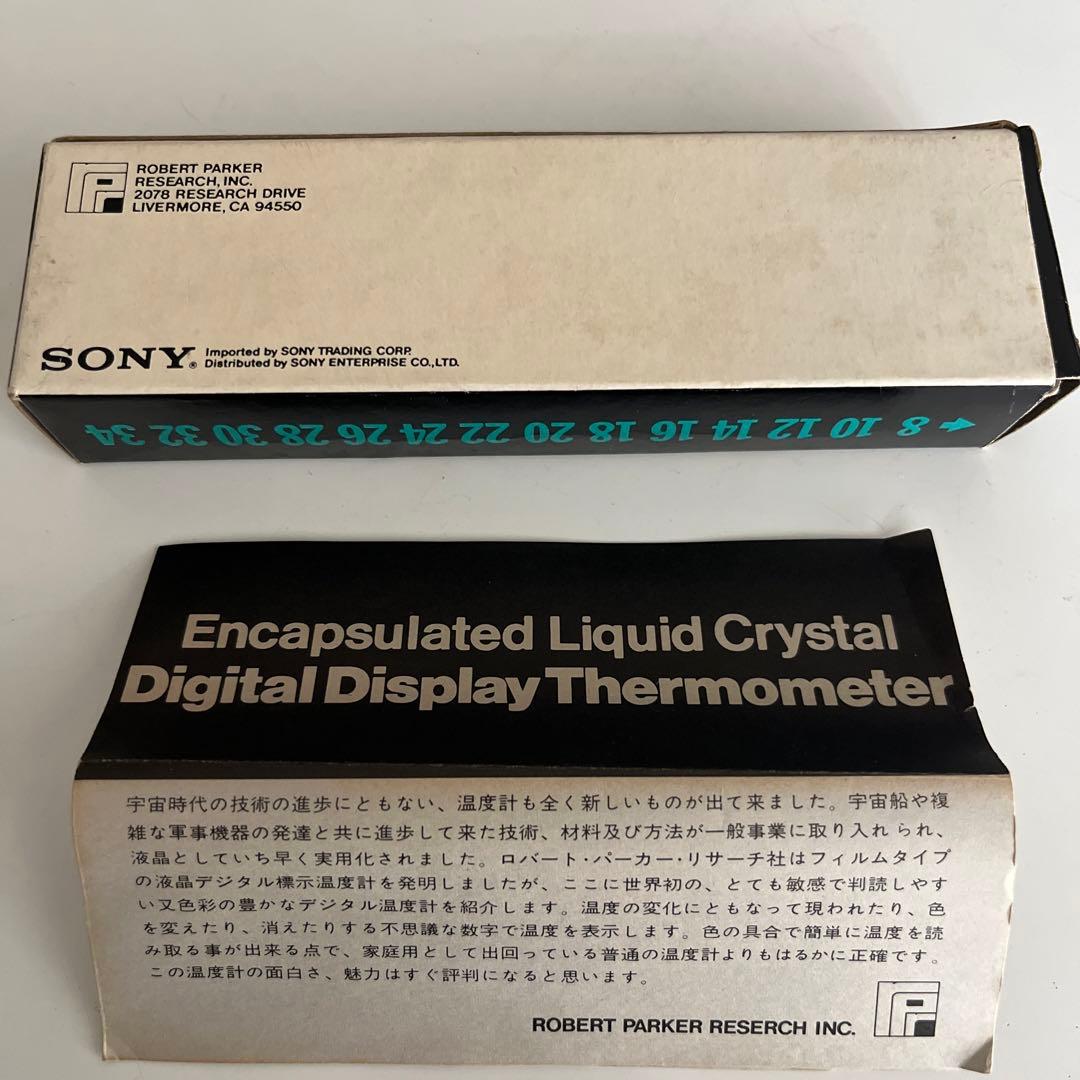 ROBERT PARKER
RESEARCH, INC.
2078 RESEARCH DRIVE
LIVERMORE, CA 94550
SONY® Imported by SONY TRADING CORP.
Distributed by SONY ENTERPRISE CO., LTD.
8 10 12 14 16 18 20 22 24 26 28 30 32 34
Encapsulated Liquid Crystal
Digital Display Thermometer
宇宙時代の技術の進歩にともない、温度計も全く新しいものが出て来ました。宇宙船や複
雑な軍事機器の発達と共に進歩して来た技術、材料及び方法が一般事業に取り入れられ、
液晶としていち早く実用化されました。ロバート・パーカー・リサーチ社はフィルムタイプ
の液晶デジタル標示温度計を発明しましたが、ここに世界初の、とても敏感で判読しやす
い又色彩の豊かなデジタル温度計を紹介します。温度の変化にともなって現われたり、色
を変えたり、消えたりする不思議な数字で温度を表示します。色の具合で簡単に温度を読
み取る事が出来る点で、家庭用として出回っている普通の温度計よりもはるかに正確です。
この温度計の面白さ、魅力はすぐ評判になると思います。
ROBERT PARKER RESERCH INC.